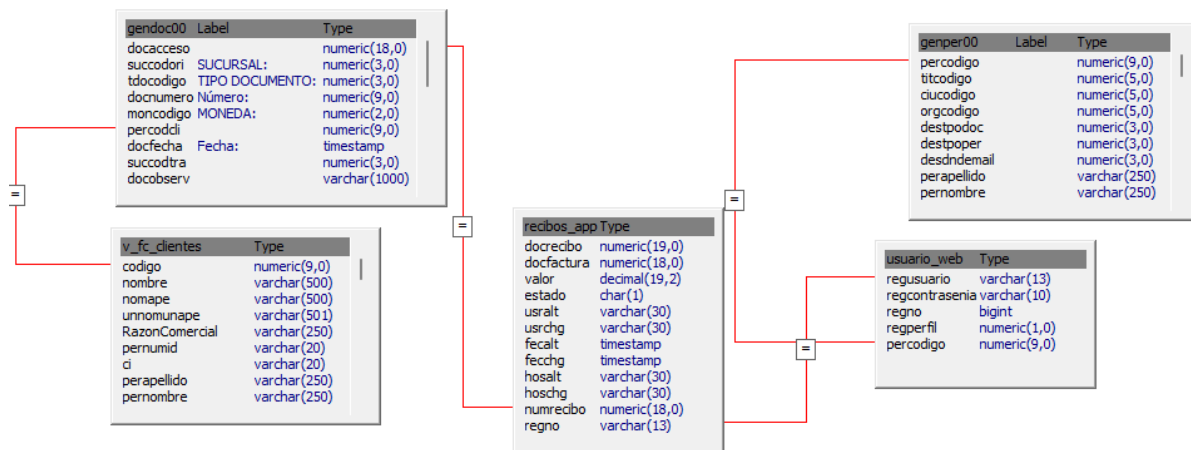 gendoc00 Label Type
docacceso numeric(18,0)
succodori SUCURSAL: numeric(3,0)
tdocodigo TIPO DOCUMENTO: numeric(3,0)
docnumero Número: numeric(9,0)
moncodigo MONEDA: numeric(2,0)
percodcli numeric(9,0)
docfecha Fecha: timestamp
succodtra numeric(3,0)
docobserv varchar(1000)
=
v_fc_clientes Type
codigo numeric(9,0)
nombre varchar(500)
nomape varchar(500)
unnomunape varchar(501)
RazonComercial varchar(250)
pernumid varchar(20)
ci varchar(20)
perapellido varchar(250)
pernombre varchar(250)
=
recibos_app Type
docrecibo numeric(19,0)
docfactura numeric(18,0)
valor decimal(19,2)
estado char(1)
usralt varchar(30)
usrchg varchar(30)
fecalt timestamp
fecchg timestamp
hosalt varchar(30)
hoschg varchar(30)
numrecibo numeric(18,0)
regno varchar(13)
=
genper00 Label Type
percodigo numeric(9,0)
titcodigo numeric(5,0)
ciucodigo numeric(5,0)
orgcodigo numeric(5,0)
destpodoc numeric(3,0)
destpoper numeric(3,0)
desdndemail numeric(3,0)
perapellido varchar(250)
pernombre varchar(250)
=
usuario_web Type
regusuario varchar(13)
regcontrasenia varchar(10)
regno bigint
regperfil numeric(1,0)
percodigo numeric(9,0)